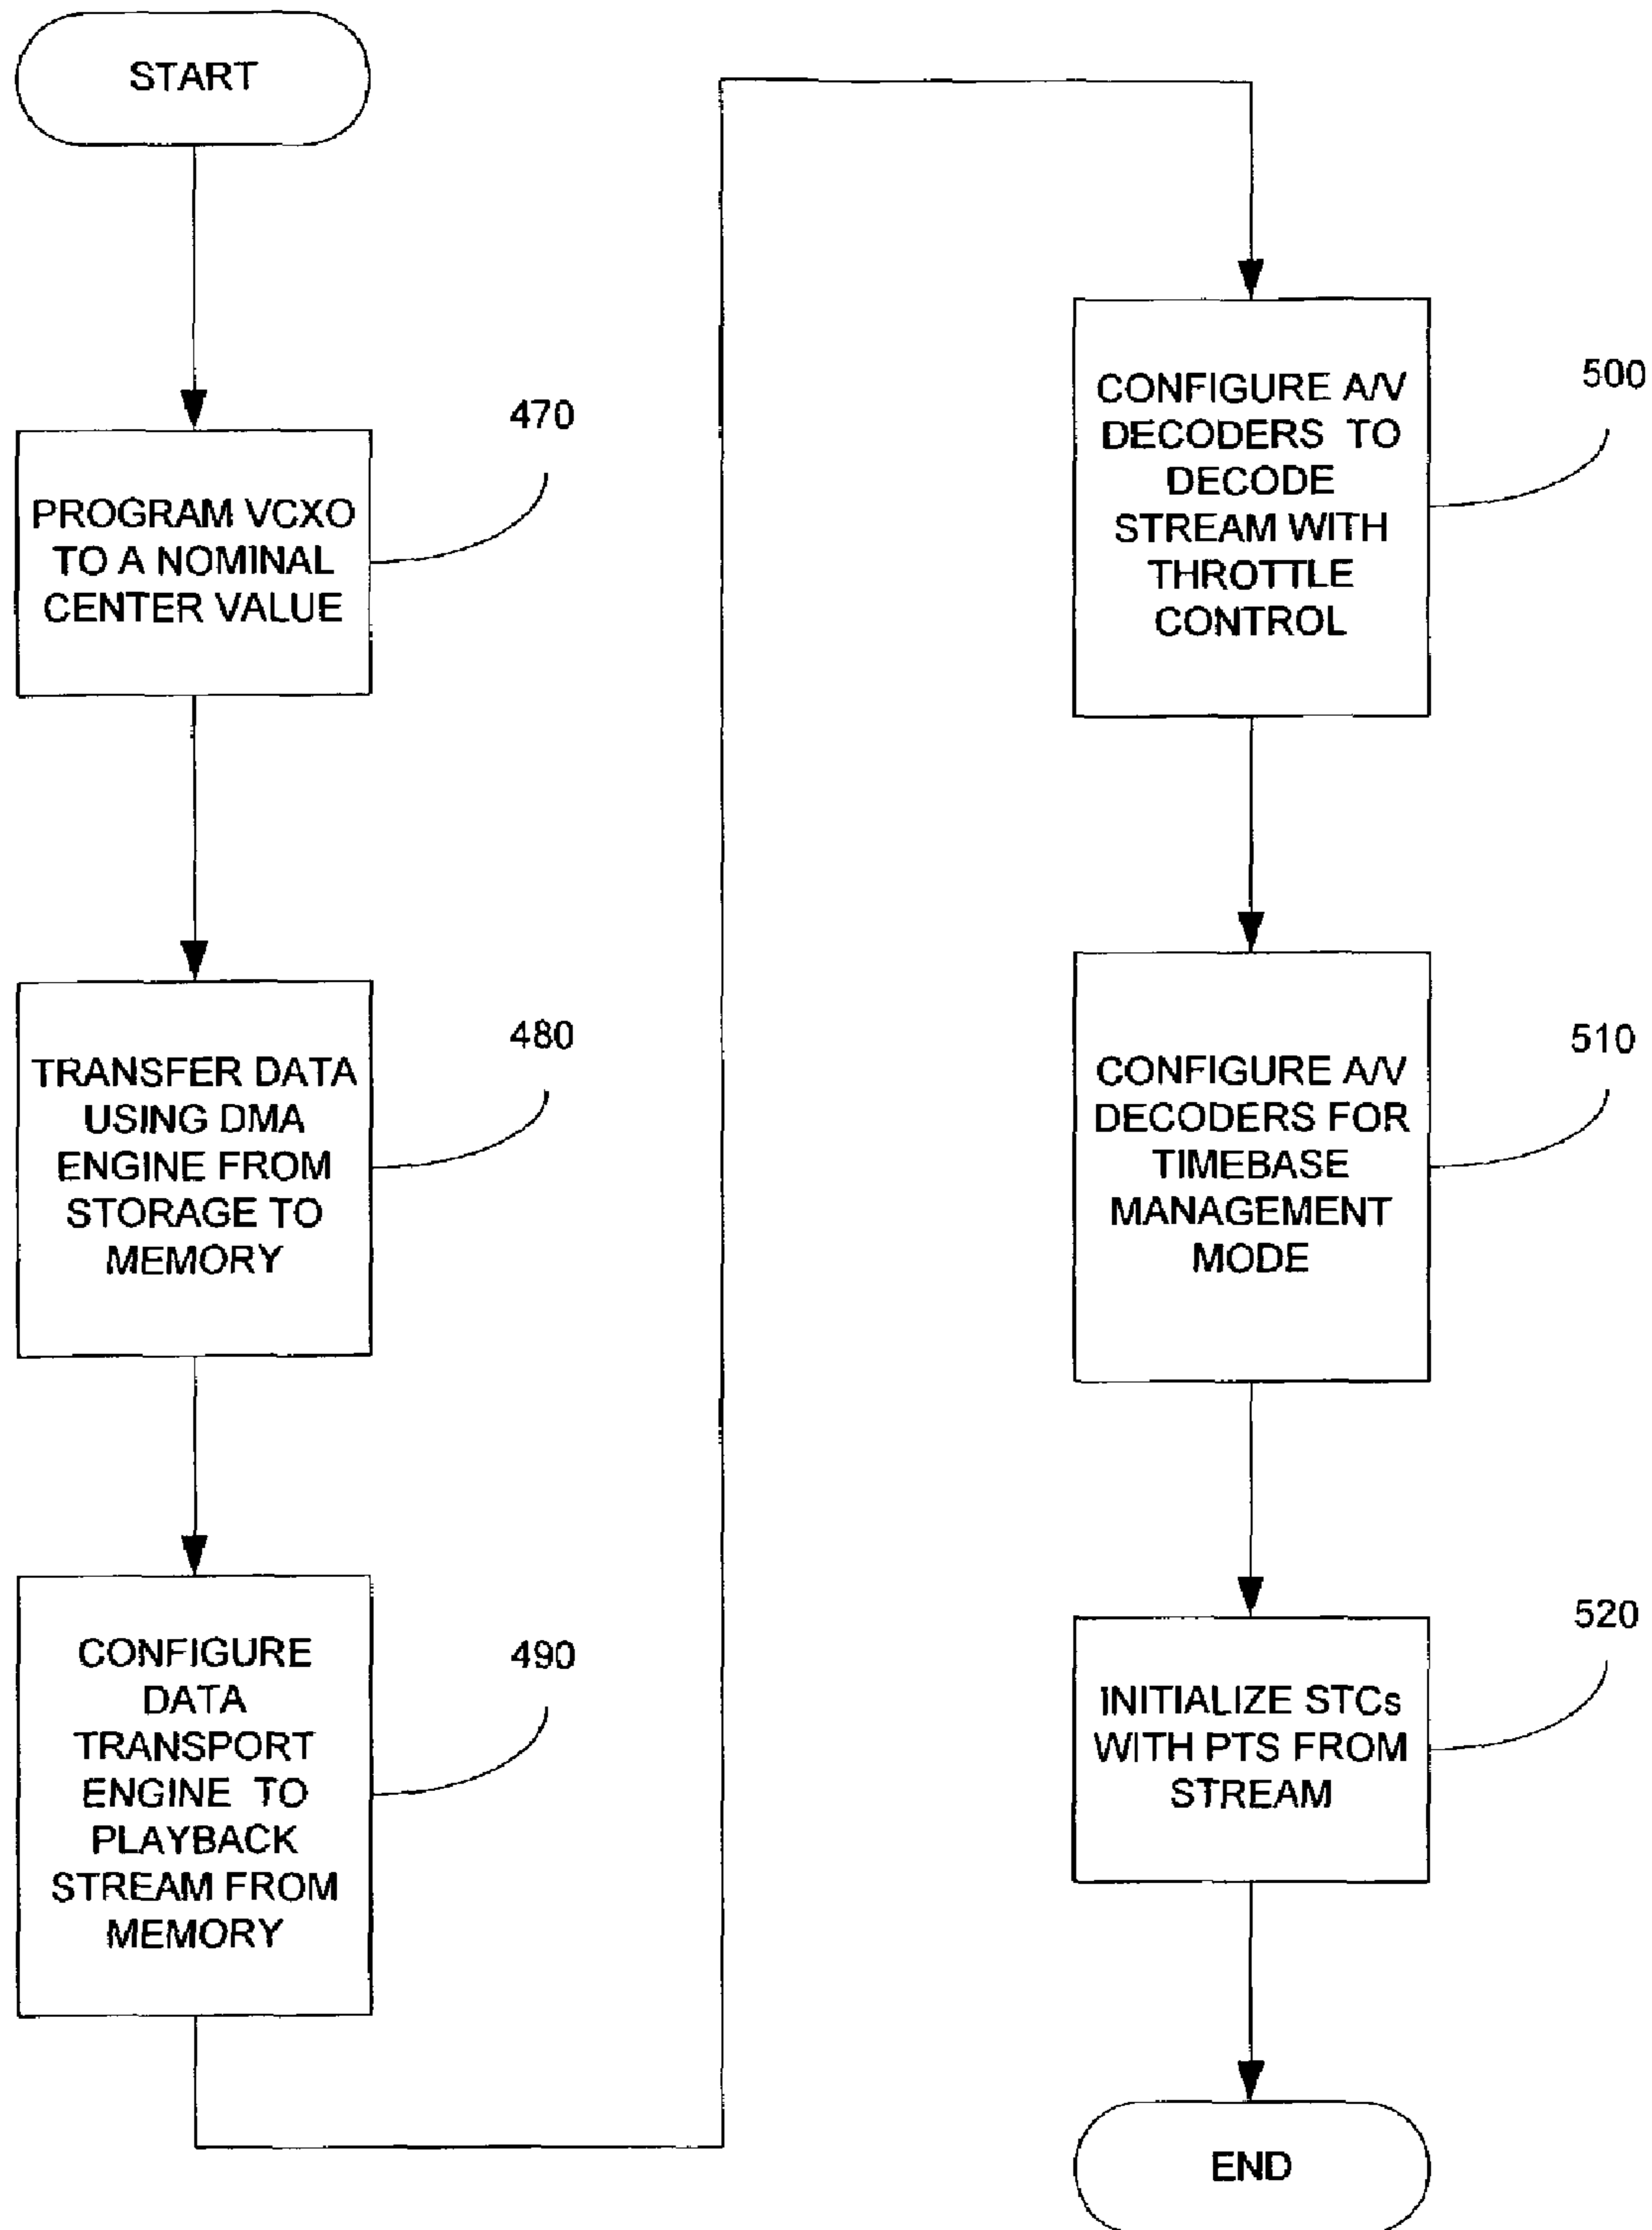 START
470
PROGRAM VCXO
TO A NOMINAL
CENTER VALUE
480
TRANSFER DATA
USING DMA
ENGINE FROM
STORAGE TO
MEMORY
490
CONFIGURE
DATA
TRANSPORT
ENGINE TO
PLAYBACK
STREAM FROM
MEMORY
500
CONFIGURE A/V
DECODERS TO
DECODE
STREAM WITH
THROTTLE
CONTROL
510
CONFIGURE A/V
DECODERS FOR
TIMEBASE
MANAGEMENT
MODE
520
INITIALIZE STCs
WITH PTS FROM
STREAM
END